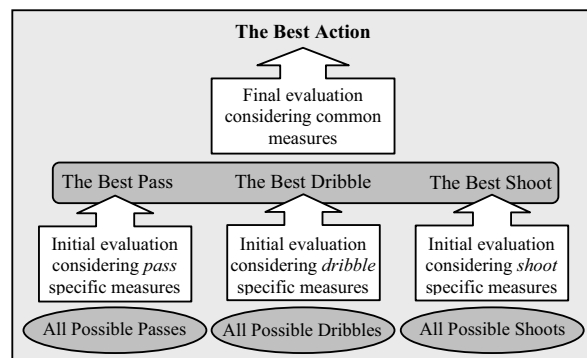 The Best Action
Final evaluation
considering common
measures
The Best Pass The Best Dribble The Best Shoot
Initial evaluation
considering pass
specific measures
Initial evaluation
considering dribble
specific measures
Initial evaluation
considering shoot
specific measures
All Possible Passes All Possible Dribbles All Possible Shoots